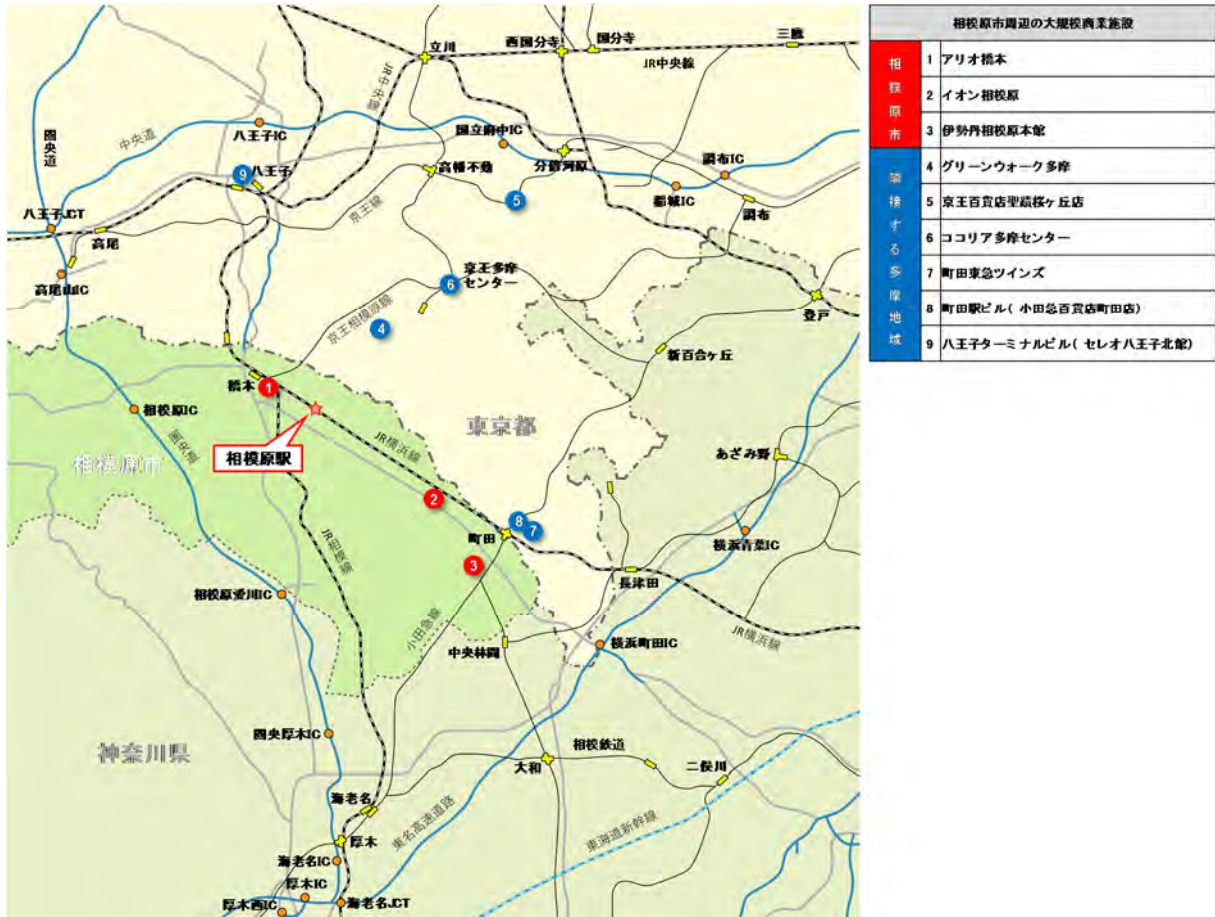 立川
西国分寺
国分寺
三鷹
JR中央線
JR中央線
圏央道
中央道
八王子IC
国立府中IC
分倍河原
調布IC
9
八王子
高幡不動
5
稲城IC
調布
京王線
八王子JCT
高尾
高尾山IC
6
京王多摩
センター
登戸
京王相模原線
4
新百合ヶ丘
橋本
1
相模原IC
圏央道
相模原駅
JR横浜線
東京都
相模原市
あざみ野
2
8
7
町田
横浜青葉IC
JR相模線
3
長津田
相模原愛川IC
小田急線
中央林間
横浜町田IC
JR横浜線
圏央厚木IC
神奈川県
相模鉄道
大和
二俣川
海老名
東名高速道路
東海道新幹線
厚木
海老名IC
厚木IC
厚木西IC
海老名JCT
相模原市周辺の大規模商業施設
相模原市
1 アリオ橋本
2 イオン相模原
3 伊勢丹相模原本館
隣接する多摩地域
4 グリーンウォーク多摩
5 京王百貨店聖蹟桜ヶ丘店
6 ココリア多摩センター
7 町田東急ツインズ
8 町田駅ビル( 小田急百貨店町田店)
9 八王子ターミナルビル( セレオ八王子北館)